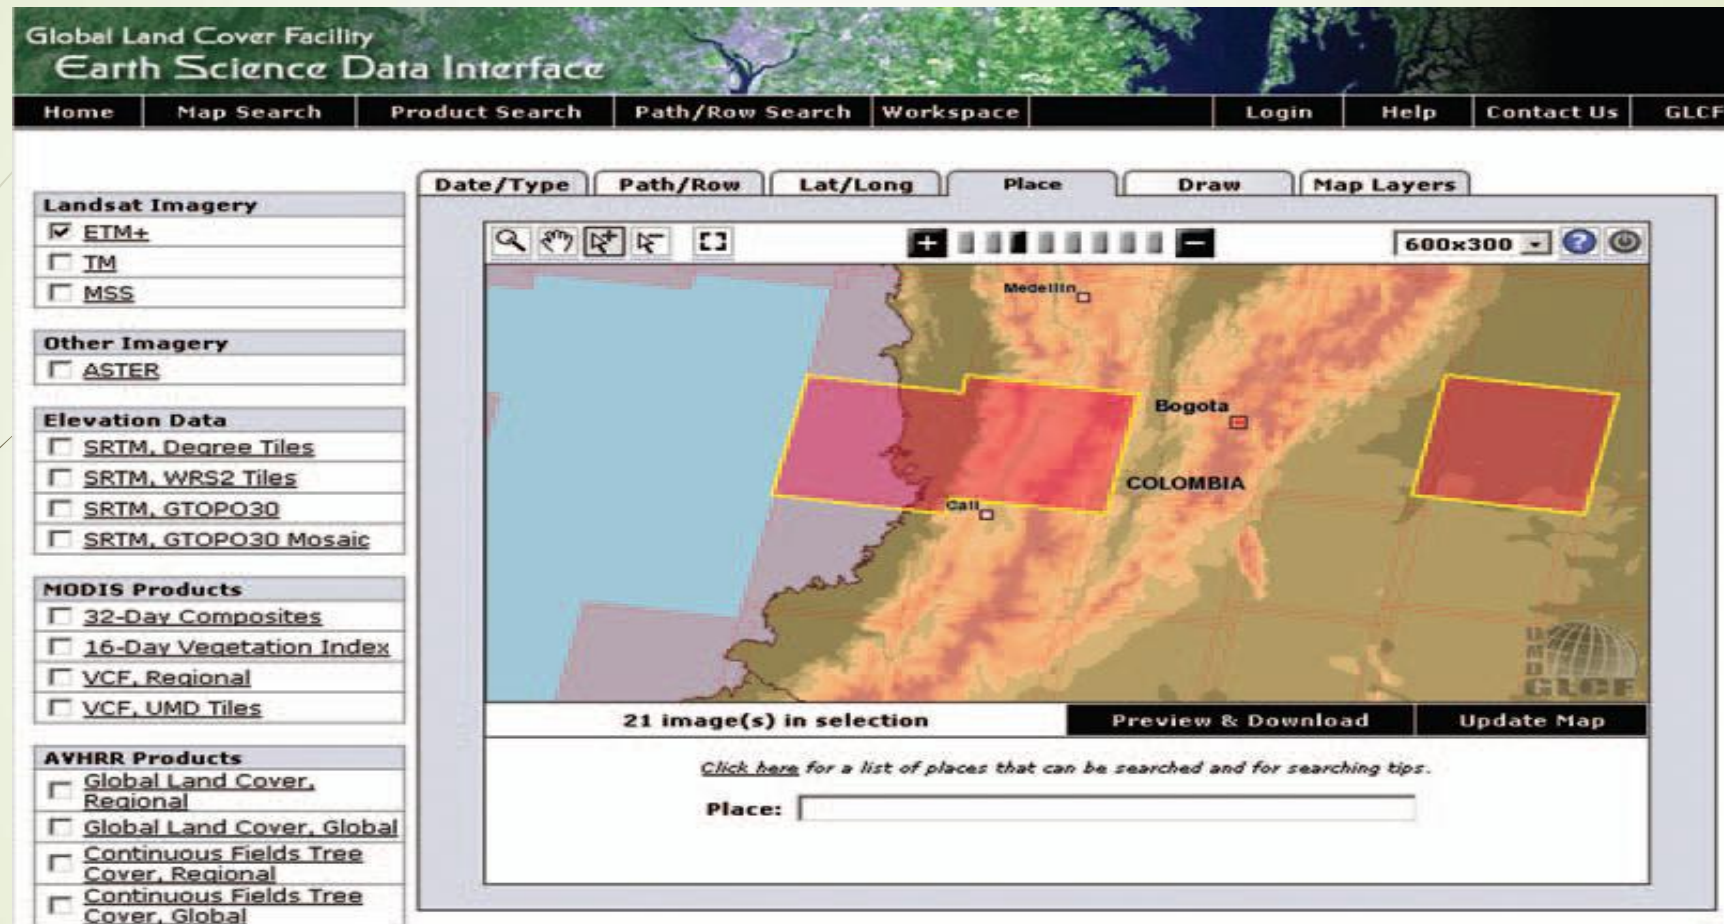 Global Land Cover Facility
Earth Science Data Interface
Home Map Search Product Search Path/Row Search Workspace Login Help Contact Us GLCF
Date/Type Path/Row Lat/Long Place Draw Map Layers
Landsat Imagery
ETM+
TM
MSS
Other Imagery
ASTER
Elevation Data
SRTM, Degree Tiles
SRTM, WRS2 Tiles
SRTM, GTOPO30
SRTM, GTOPO30 Mosaic
MODIS Products
32-Day Composites
16-Day Vegetation Index
VCF, Regional
VCF, UMD Tiles
AVHRR Products
Global Land Cover,
Regional
Global Land Cover, Global
Continuous Fields Tree
Cover, Regional
Continuous Fields Tree
Cover, Global
600x300
Medellin
Bogota
COLOMBIA
Cali
UMD
GLCF
21 image(s) in selection Preview & Download Update Map
Click here for a list of places that can be searched and for searching tips.
Place: